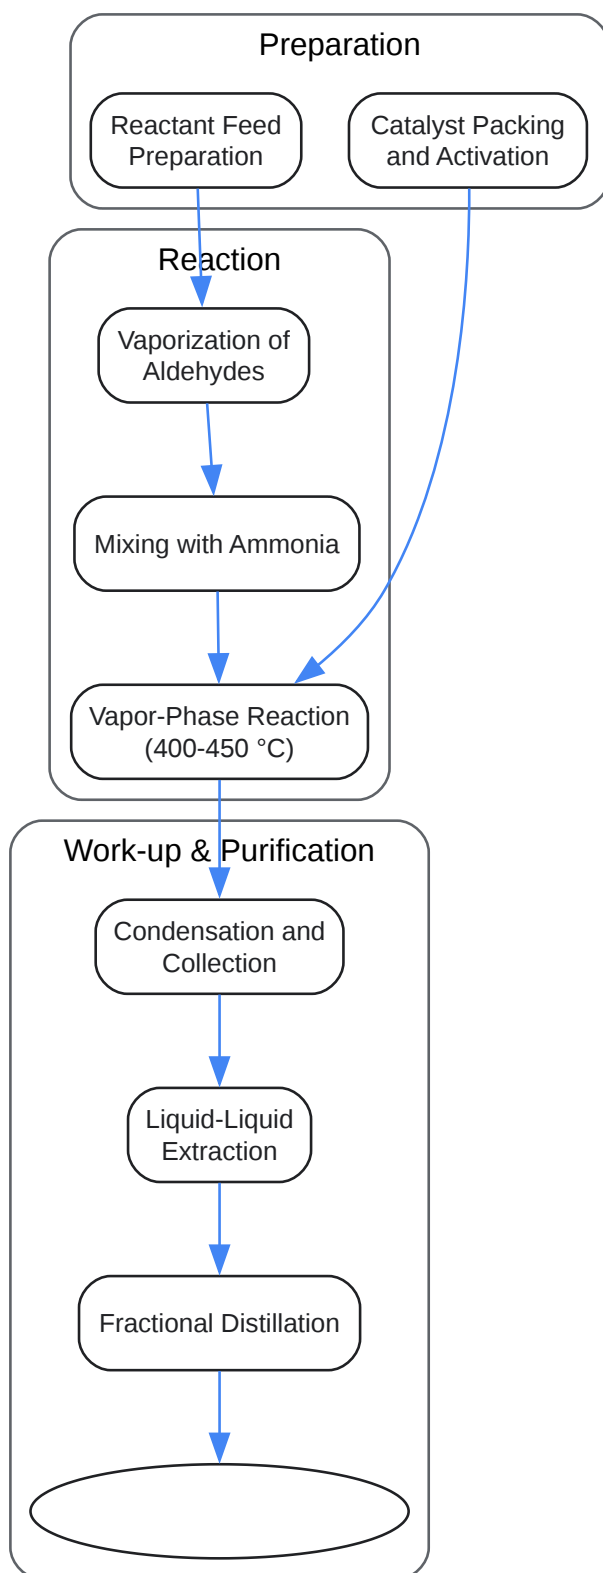 Preparation
Reactant Feed
Preparation
Catalyst Packing
and Activation
Reaction
Vaporization of
Aldehydes
Mixing with Ammonia
Vapor-Phase Reaction
(400-450 °C)
Work-up & Purification
Condensation and
Collection
Liquid-Liquid
Extraction
Fractional Distillation